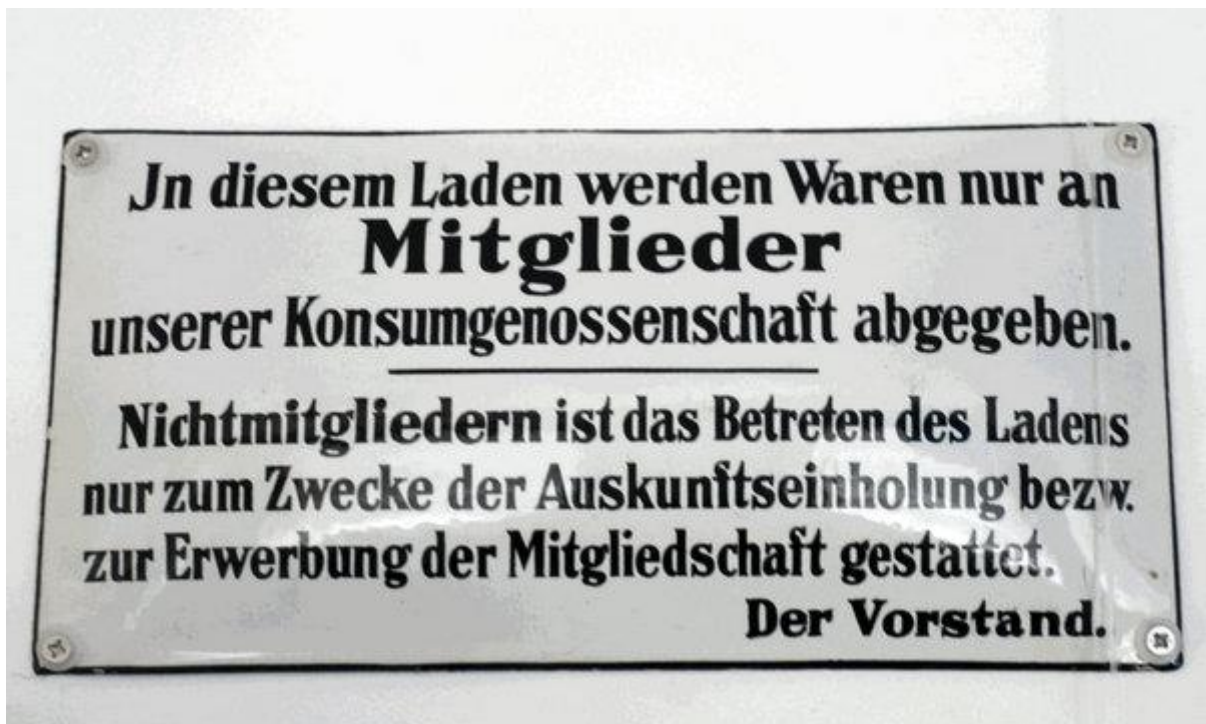 Jn diesem Laden werden Waren nur an
Mitglieder
unserer Konsumgenossenschaft abgegeben.
Nichtmitgliedern ist das Betreten des Ladens
nur zum Zwecke der Auskunftseinholung bezw.
zur Erwerbung der Mitgliedschaft gestattet.
Der Vorstand.